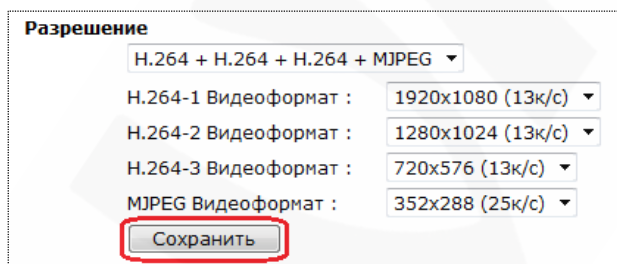 Разрешение
H.264 + H.264 + H.264 + MJPEG
H.264-1 Видеоформат : 1920x1080 (13к/с)
H.264-2 Видеоформат : 1280x1024 (13к/с)
H.264-3 Видеоформат : 720x576 (13к/с)
MJPEG Видеоформат : 352x288 (25к/с)
Сохранить